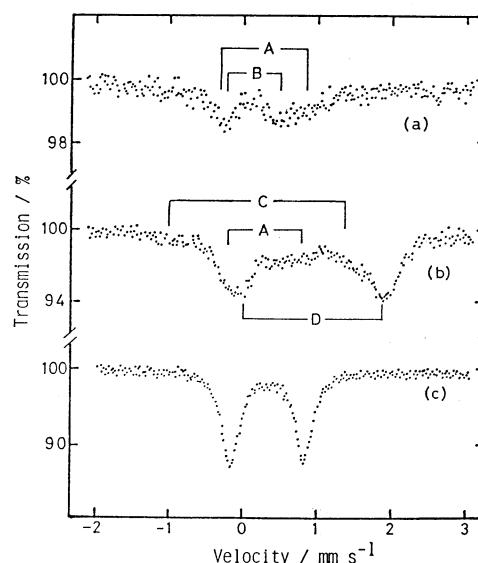 A
B
100
98
(a)
C
100
A
94
(b)
D
100
(c)
90
Transmission / %
-2 -1 0 1 2 3
Velocity / mm s⁻¹